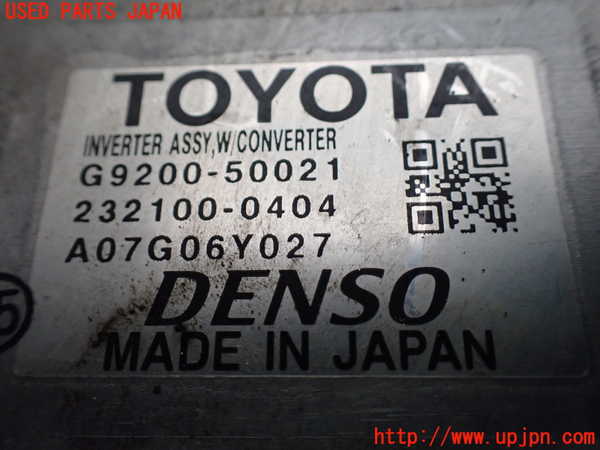 USED PARTS JAPAN
TOYOTA
INVERTER ASSY,W/CONVERTER
G9200-50021
232100-0404
A07G06Y027
5
DENSO
MADE IN JAPAN
http://www.upjpn.com/